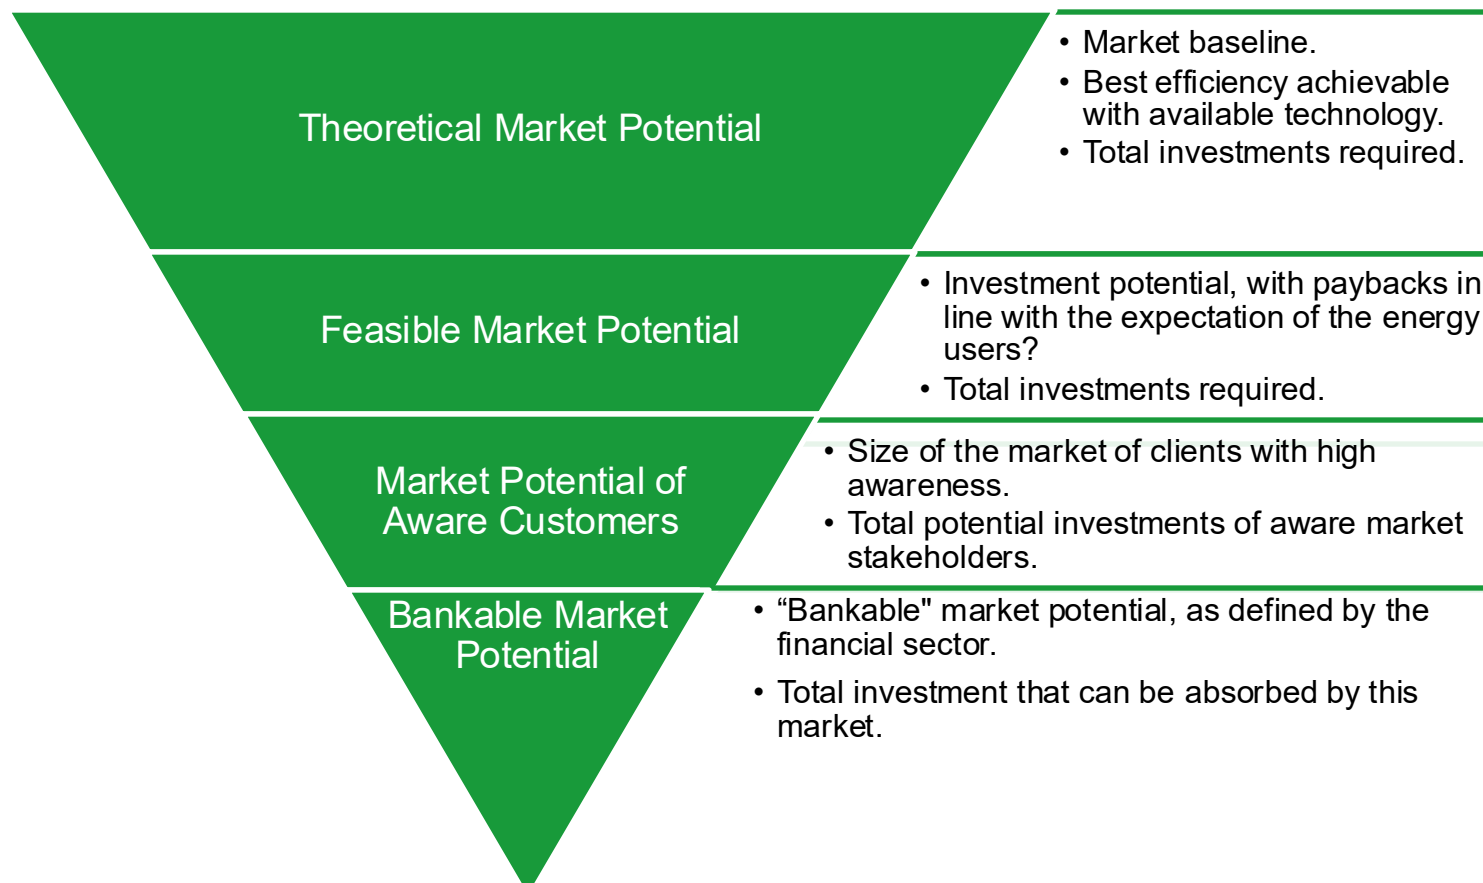 Theoretical Market Potential
• Market baseline.
• Best efficiency achievable
with available technology.
• Total investments required.
Feasible Market Potential
• Investment potential, with paybacks in
line with the expectation of the energy
users?
• Total investments required.
Market Potential of
Aware Customers
• Size of the market of clients with high
awareness.
• Total potential investments of aware market
stakeholders.
Bankable Market
Potential
• “Bankable" market potential, as defined by the
financial sector.
• Total investment that can be absorbed by this
market.